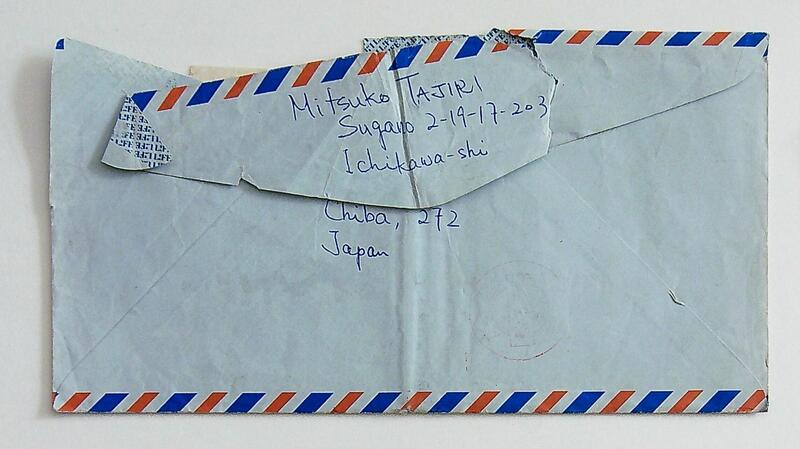 Mitsuko TAJIRI
Sugano 2-19-17-203
Ichikawa-shi
Chiba, 272
Japan